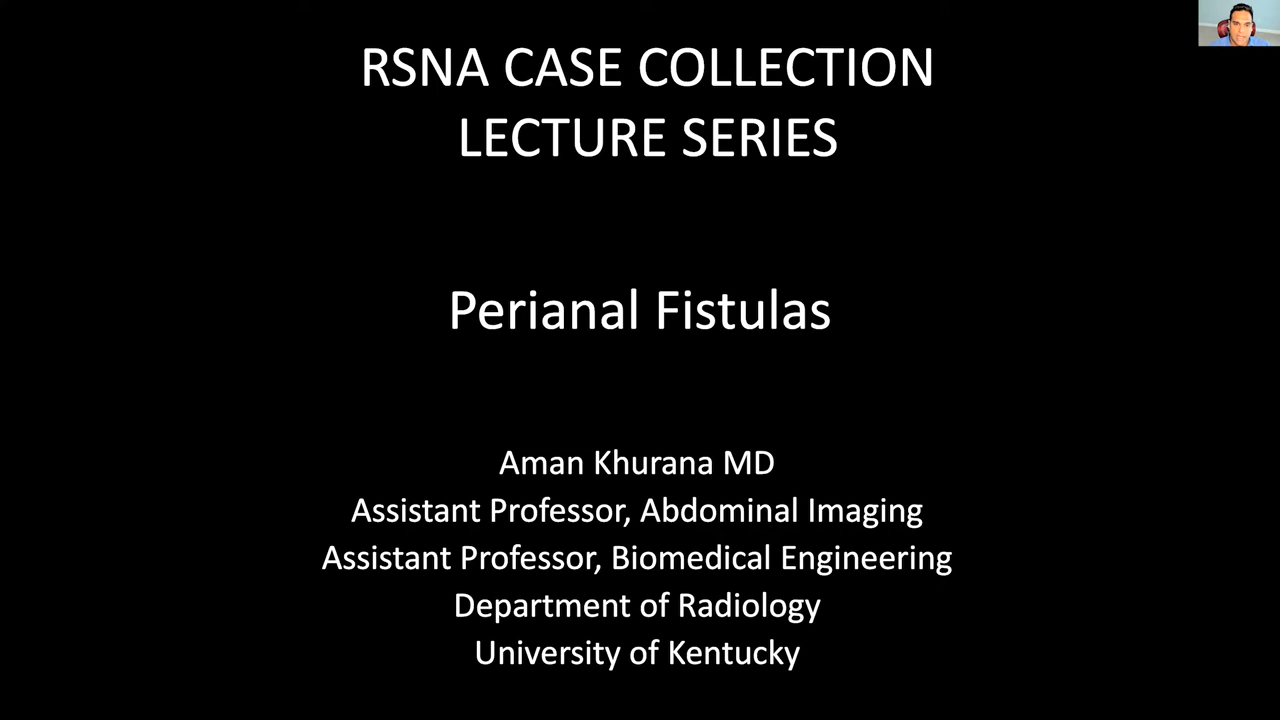 RSNA CASE COLLECTION
LECTURE SERIES
Perianal Fistulas
Aman Khurana MD
Assistant Professor, Abdominal Imaging
Assistant Professor, Biomedical Engineering
Department of Radiology
University of Kentucky